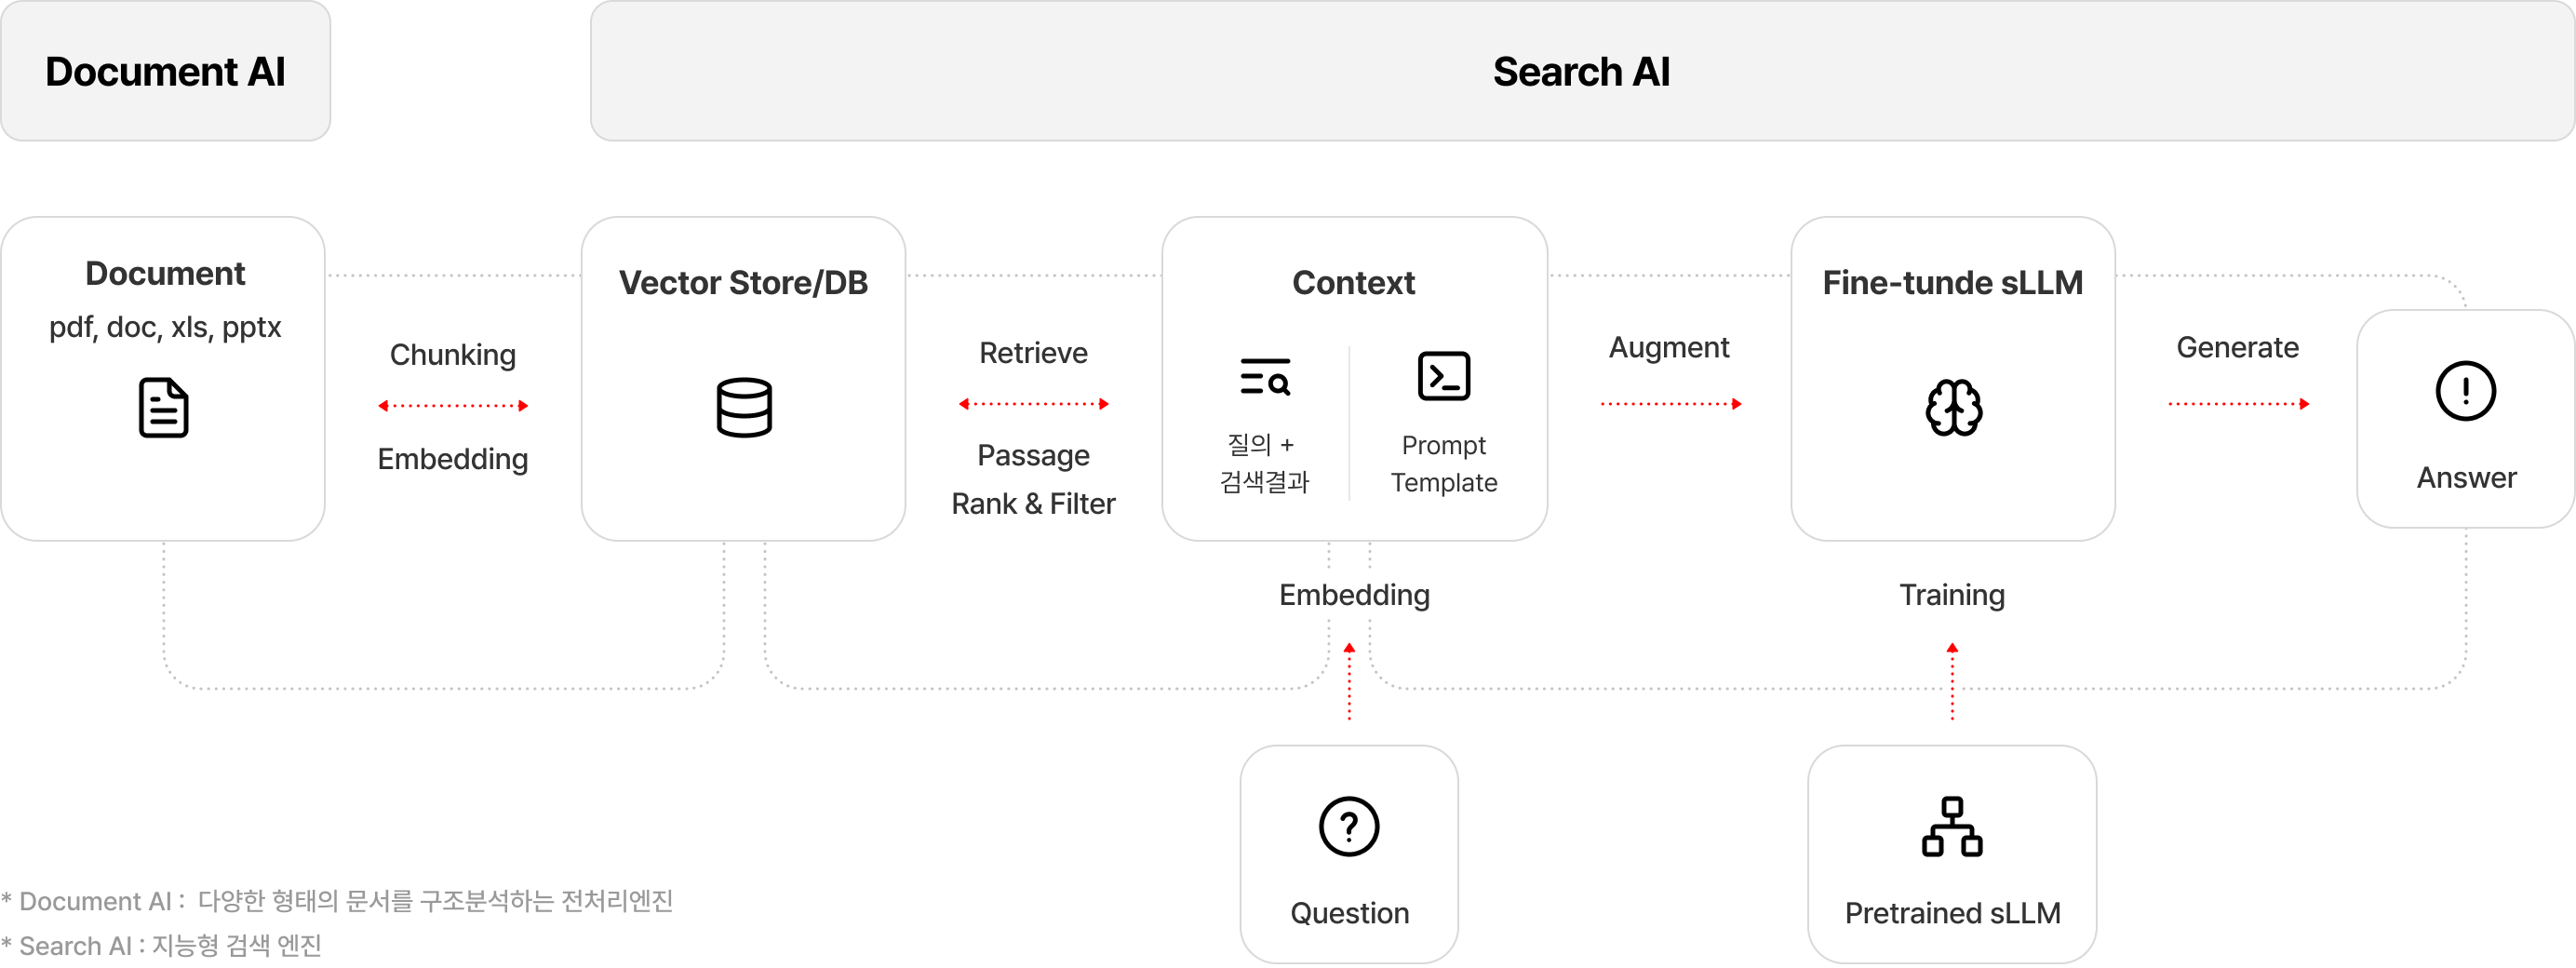 Document AI
Search AI
Document
pdf, doc, xls, pptx
Chunking
Embedding
Vector Store/DB
Retrieve
Passage
Rank & Filter
Context
질의 +
검색결과
Prompt
Template
Augment
Fine-tunde sLLM
Generate
Answer
Embedding
Training
Question
Pretrained sLLM
* Document AI : 다양한 형태의 문서를 구조분석하는 전처리엔진
* Search AI : 지능형 검색 엔진